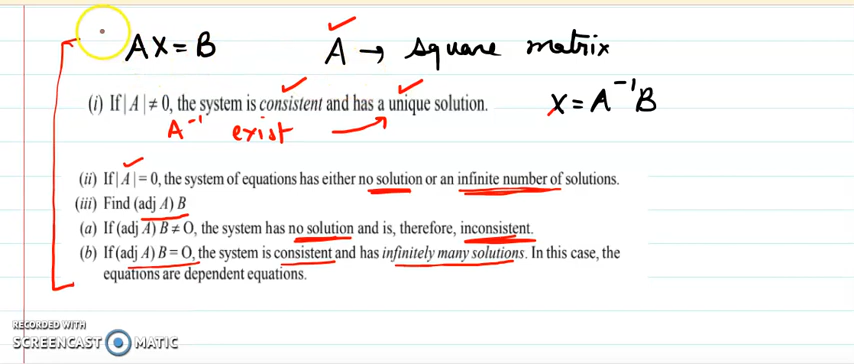 AX = B A → square matrix
(i) If | A | ≠ 0, the system is consistent and has a unique solution. X = A⁻¹B
A⁻¹ exist
(ii) If | A | = 0, the system of equations has either no solution or an infinite number of solutions.
(iii) Find (adj A) B
(a) If (adj A) B ≠ O, the system has no solution and is, therefore, inconsistent.
(b) If (adj A) B = O, the system is consistent and has infinitely many solutions. In this case, the
equations are dependent equations.
RECORDED WITH
SCREENCAST MATIC